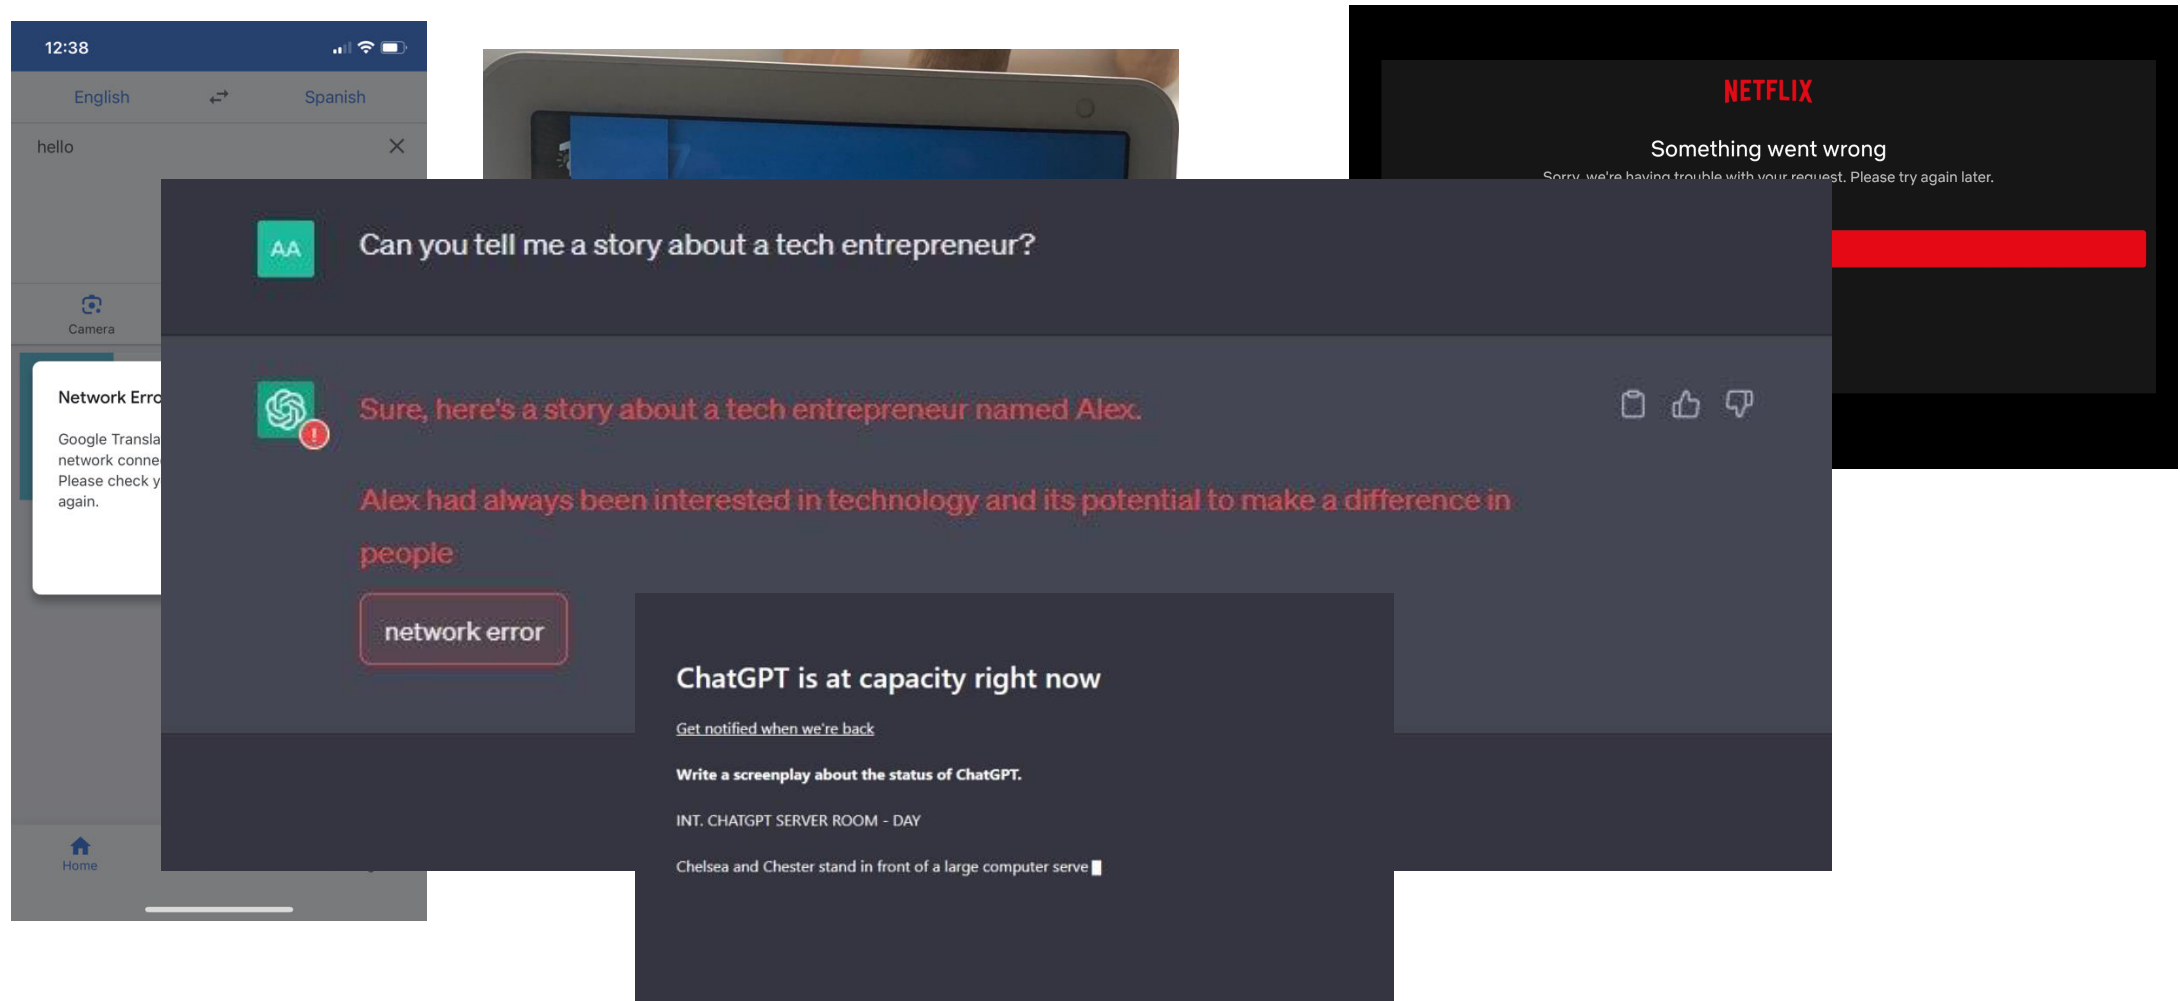 12:38
English
Spanish
hello
Camera
Network Erro
Google Transla
network conne
Please check y
again.
Home
NETFLIX
Something went wrong
Sorry, we're having trouble with your request. Please try again later.
AA
Can you tell me a story about a tech entrepreneur?
Sure, here's a story about a tech entrepreneur named Alex.
Alex had always been interested in technology and its potential to make a difference in
people
network error
ChatGPT is at capacity right now
Get notified when we're back
Write a screenplay about the status of ChatGPT.
INT. CHATGPT SERVER ROOM - DAY
Chelsea and Chester stand in front of a large computer serve